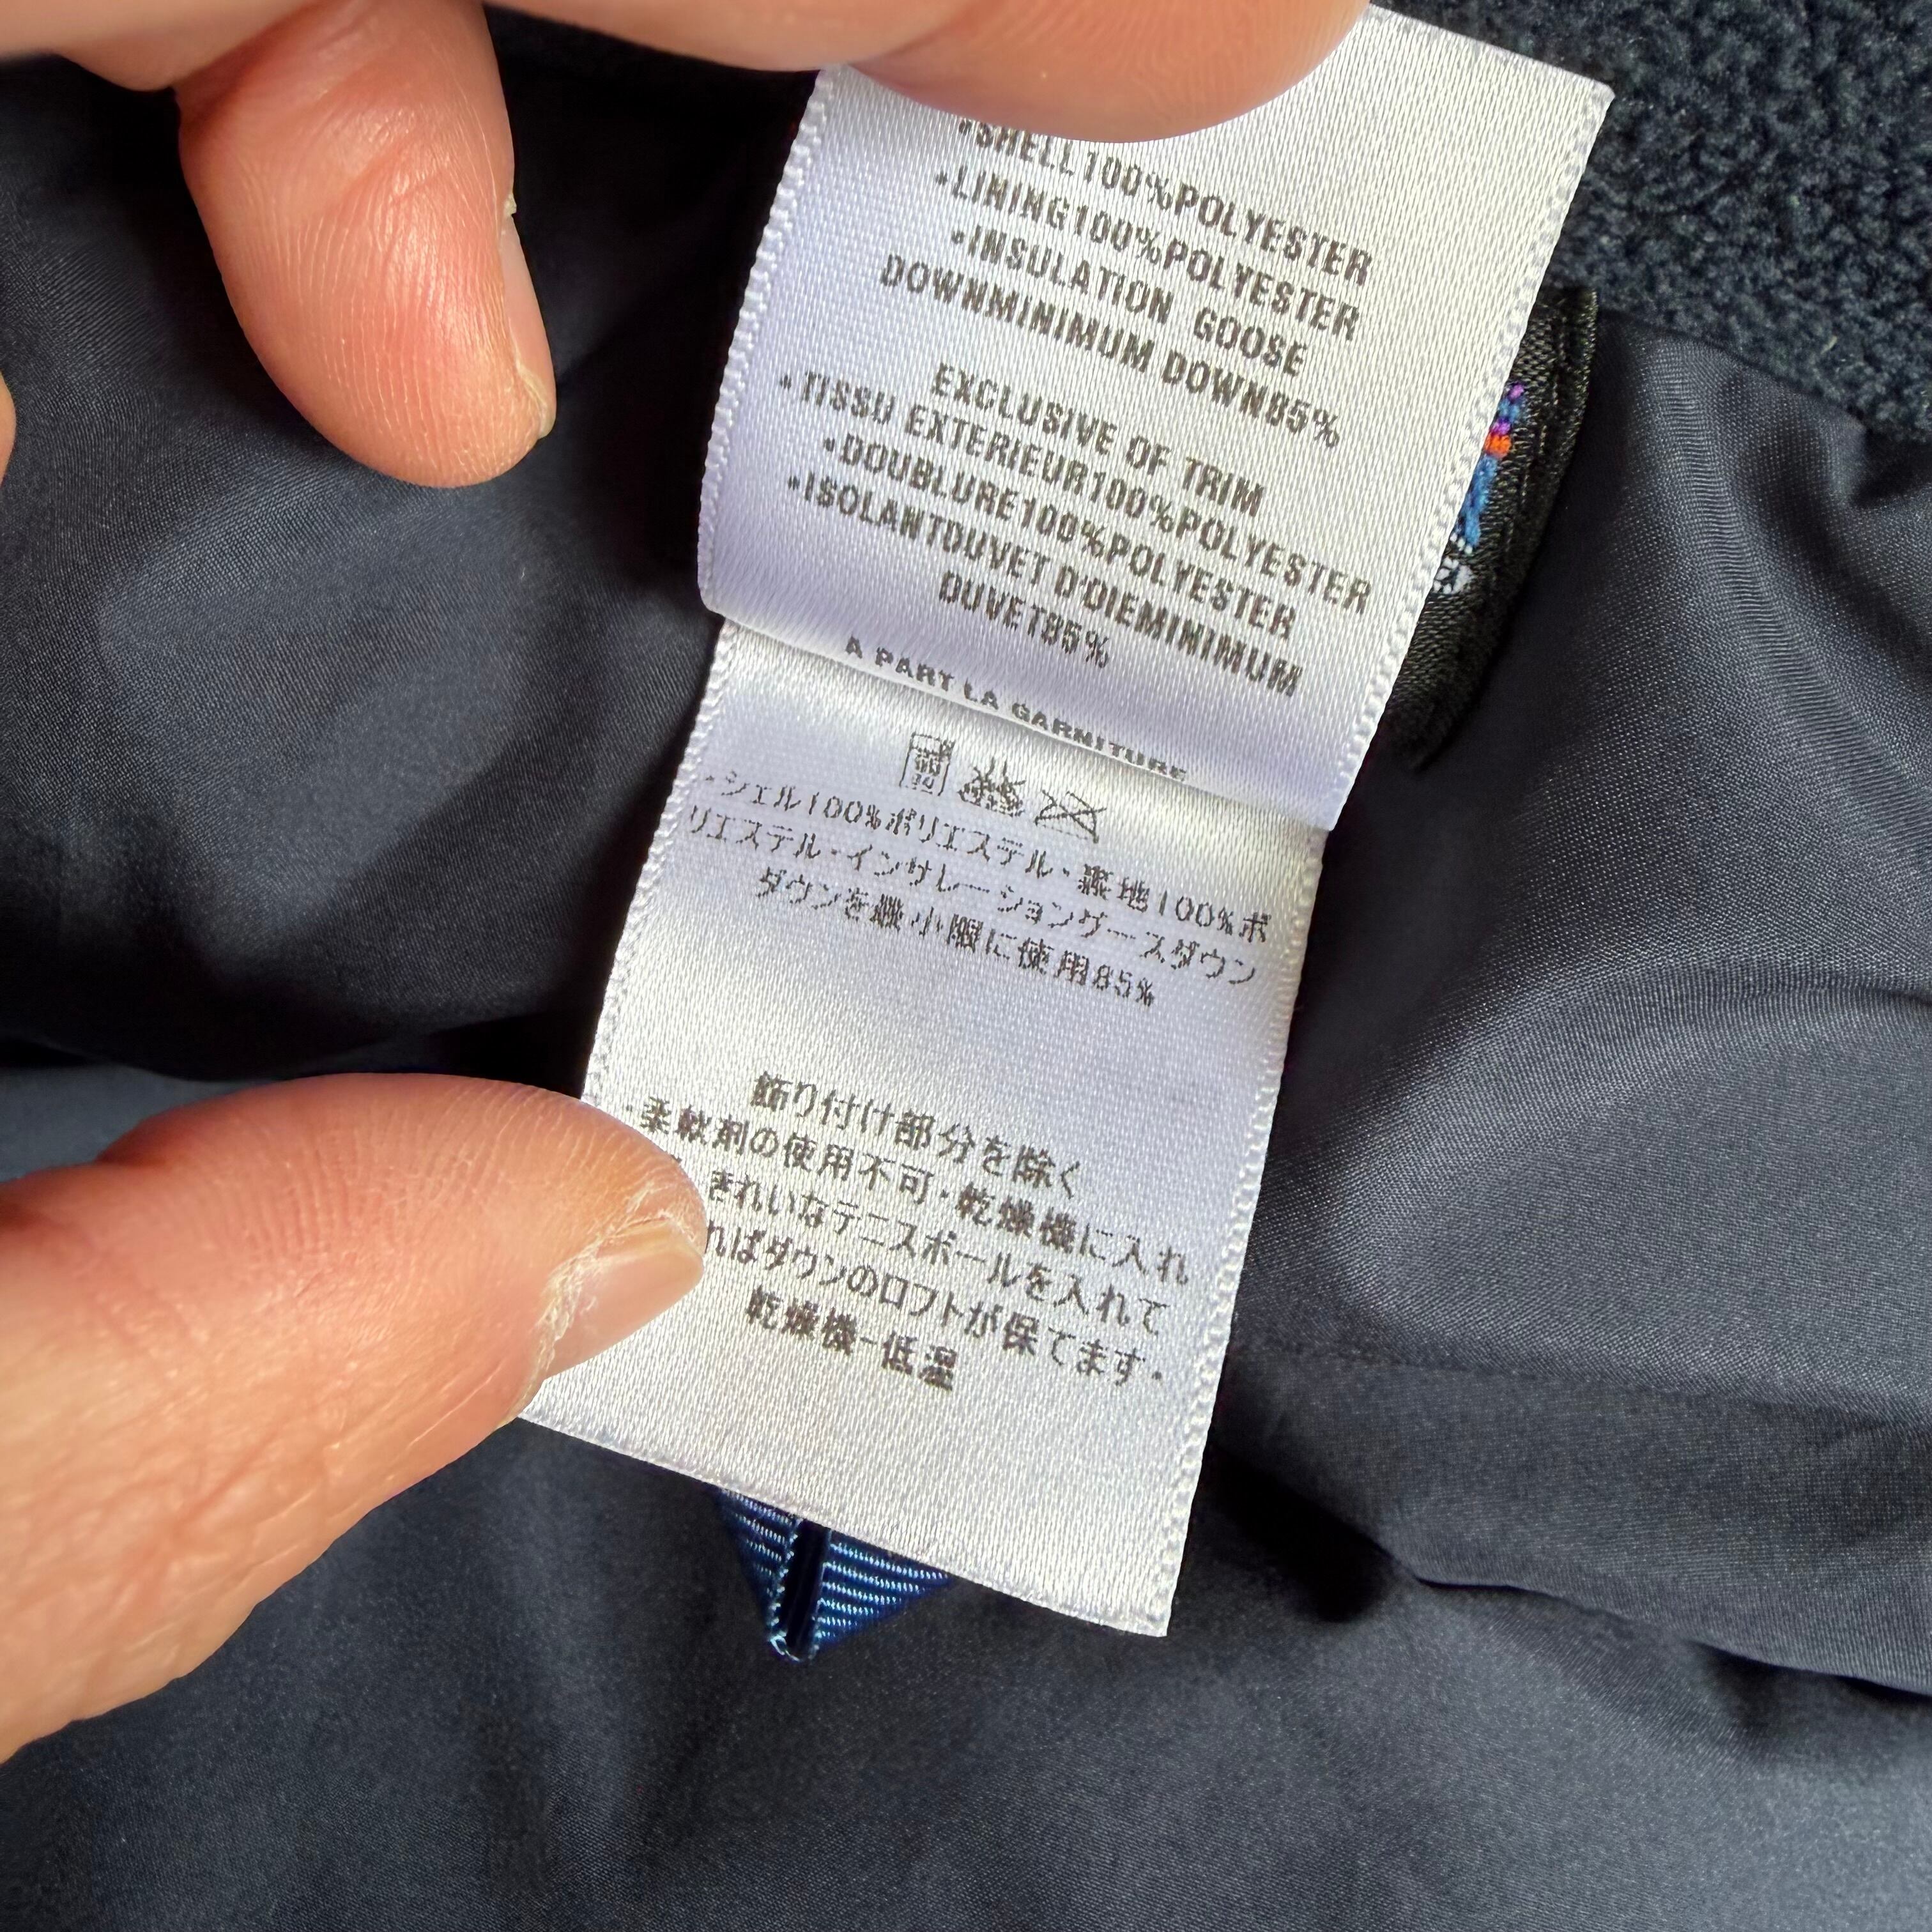 •SHELL100%POLYESTER
•LINING100%POLYESTER
•INSULATION GOOSE
DOWNMINIMUM DOWN85%
EXCLUSIVE OF TRIM
•TISSU EXTERIEUR100%POLYESTER
•DOUBLURE100%POLYESTER
•ISOLANTDUVET D'OIEMINIMUM
DUVET85%
A PART LA GARNITURE
・シェル100%ポリエステル・裏地100%ポ
リエステル・インサレーショングースダウン
ダウンを最小限に使用85%
飾り付け部分を除く
柔軟剤の使用不可・乾燥機に入れ
きれいなテニスボールを入れて
ればダウンのロフトが保てます・
乾燥機-低温